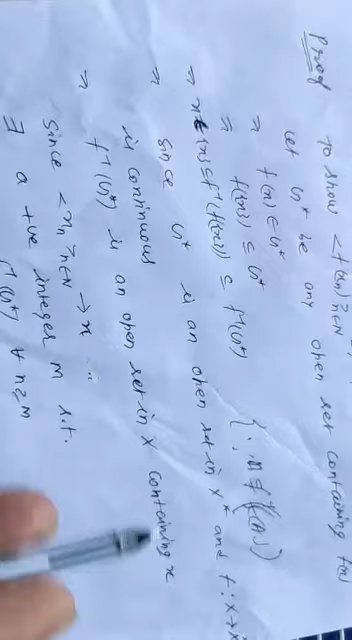 Proof To show <f(xn)>n∈N
Let G* be any open set containing f(x)
⇒ f(x) ∈ G*
⇒ f(x) ⊆ G*
⇒ x ∈ {x} ⊆ f⁻¹(f(x)) ⊆ f⁻¹(G*) {∵ A ⊄ f(A)}
⇒ Since G* is an open set in X* and f: X →
is continuous
⇒ f⁻¹(G*) is an open set in X containing x
Since <xn>n∈N → x
∃ a +ve integer M s.t.
f⁻¹(G*) ∀ n ≥ M